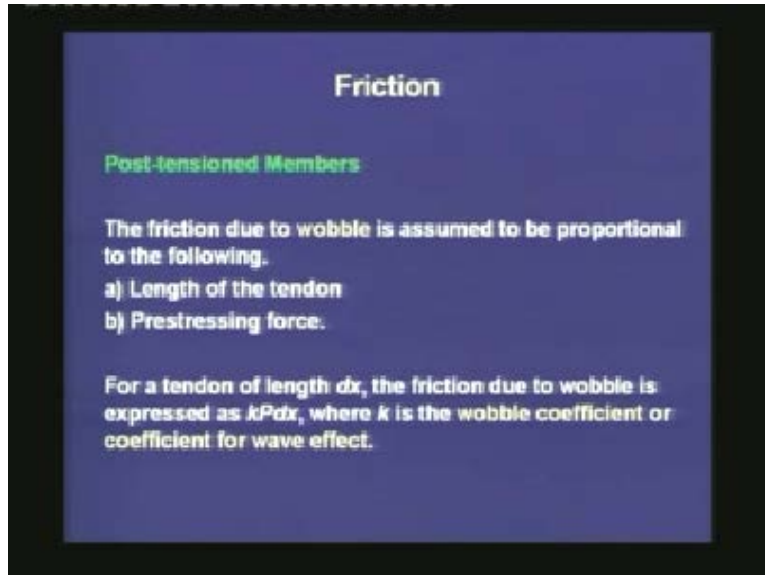 Friction
Post-tensioned Members
The friction due to wobble is assumed to be proportional
to the following.
a) Length of the tendon
b) Prestressing force.
For a tendon of length dx, the friction due to wobble is
expressed as kPdx, where k is the wobble coefficient or
coefficient for wave effect.